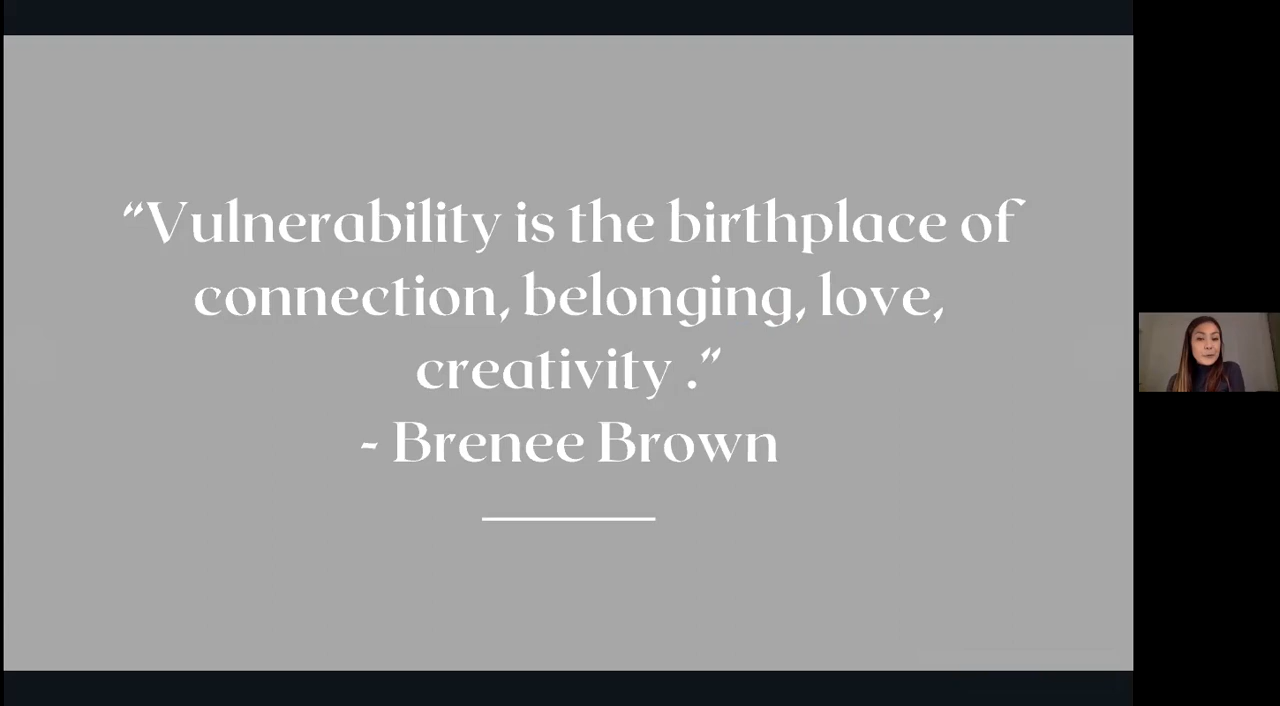 “Vulnerability is the birthplace of
connection, belonging, love,
creativity .”
- Brenee Brown